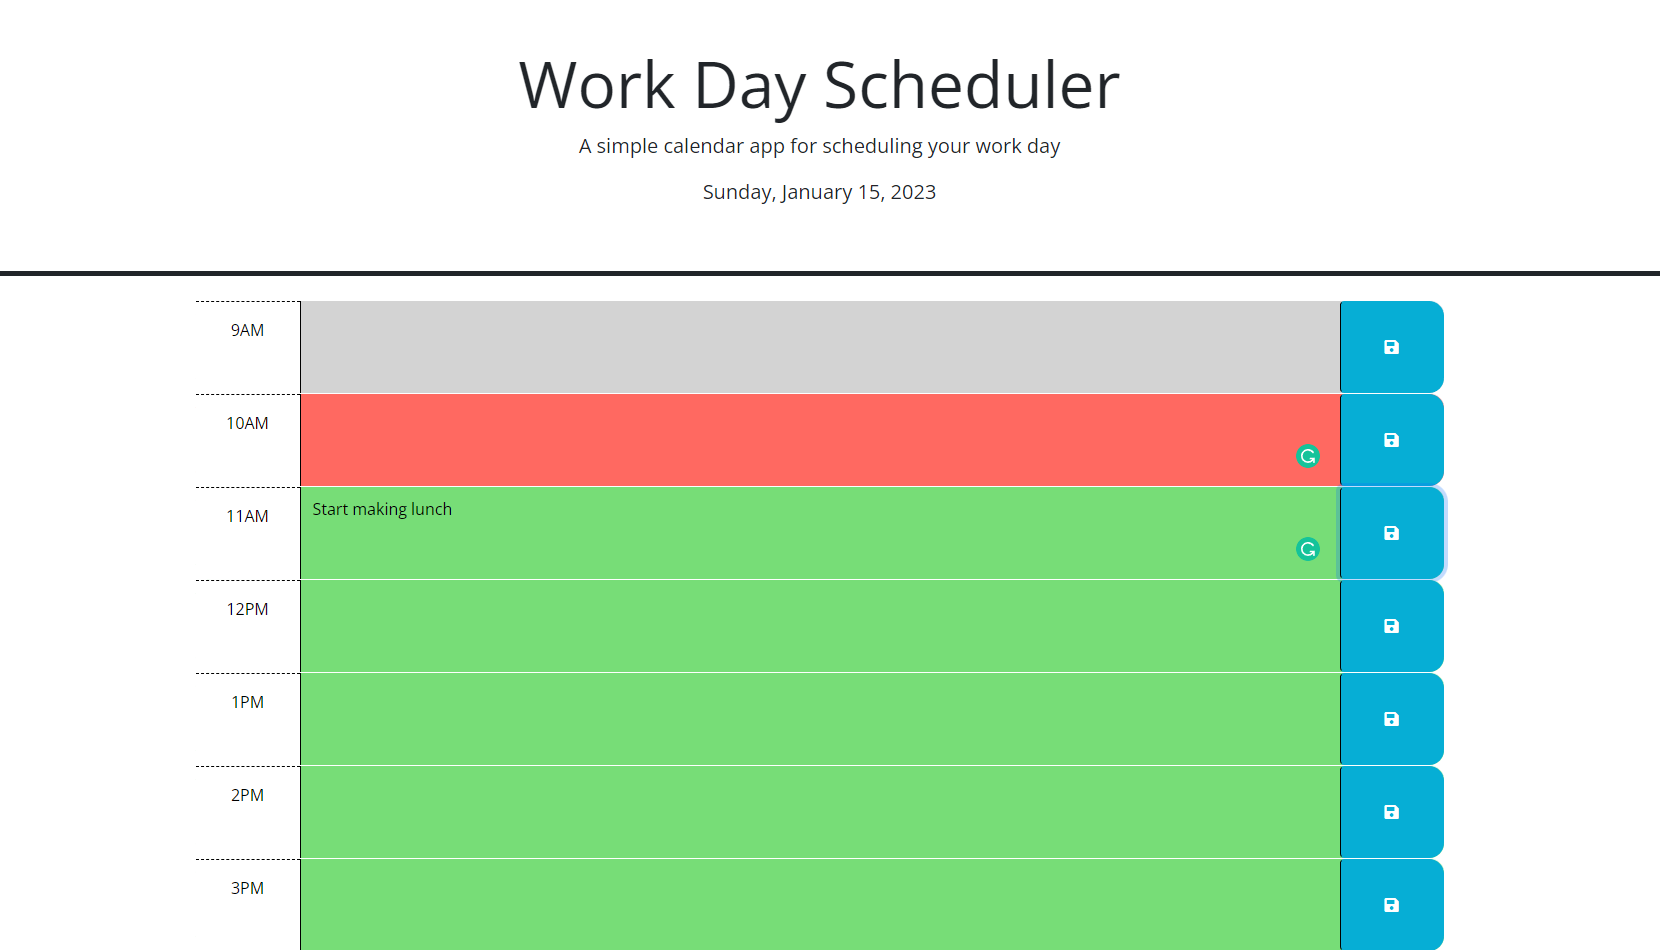 Work Day Scheduler
A simple calendar app for scheduling your work day
Sunday, January 15, 2023
9AM
10AM
11AM
Start making lunch
12PM
1PM
2PM
3PM